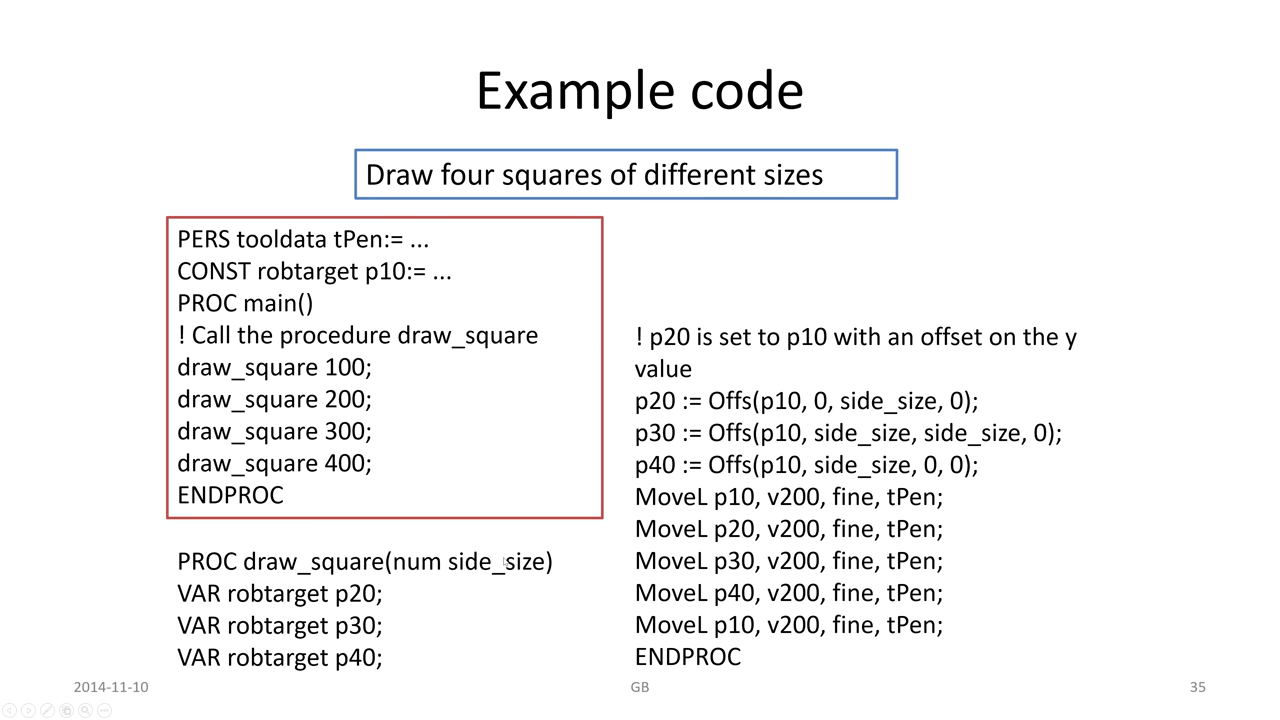 Example code
Draw four squares of different sizes
PERS tooldata tPen:= ...
CONST robtarget p10:= ...
PROC main()
! Call the procedure draw_square
draw_square 100;
draw_square 200;
draw_square 300;
draw_square 400;
ENDPROC
PROC draw_square(num side_size)
VAR robtarget p20;
VAR robtarget p30;
VAR robtarget p40;
! p20 is set to p10 with an offset on the y
value
p20 := Offs(p10, 0, side_size, 0);
p30 := Offs(p10, side_size, side_size, 0);
p40 := Offs(p10, side_size, 0, 0);
MoveL p10, v200, fine, tPen;
MoveL p20, v200, fine, tPen;
MoveL p30, v200, fine, tPen;
MoveL p40, v200, fine, tPen;
MoveL p10, v200, fine, tPen;
ENDPROC
2014-11-10
GB
35